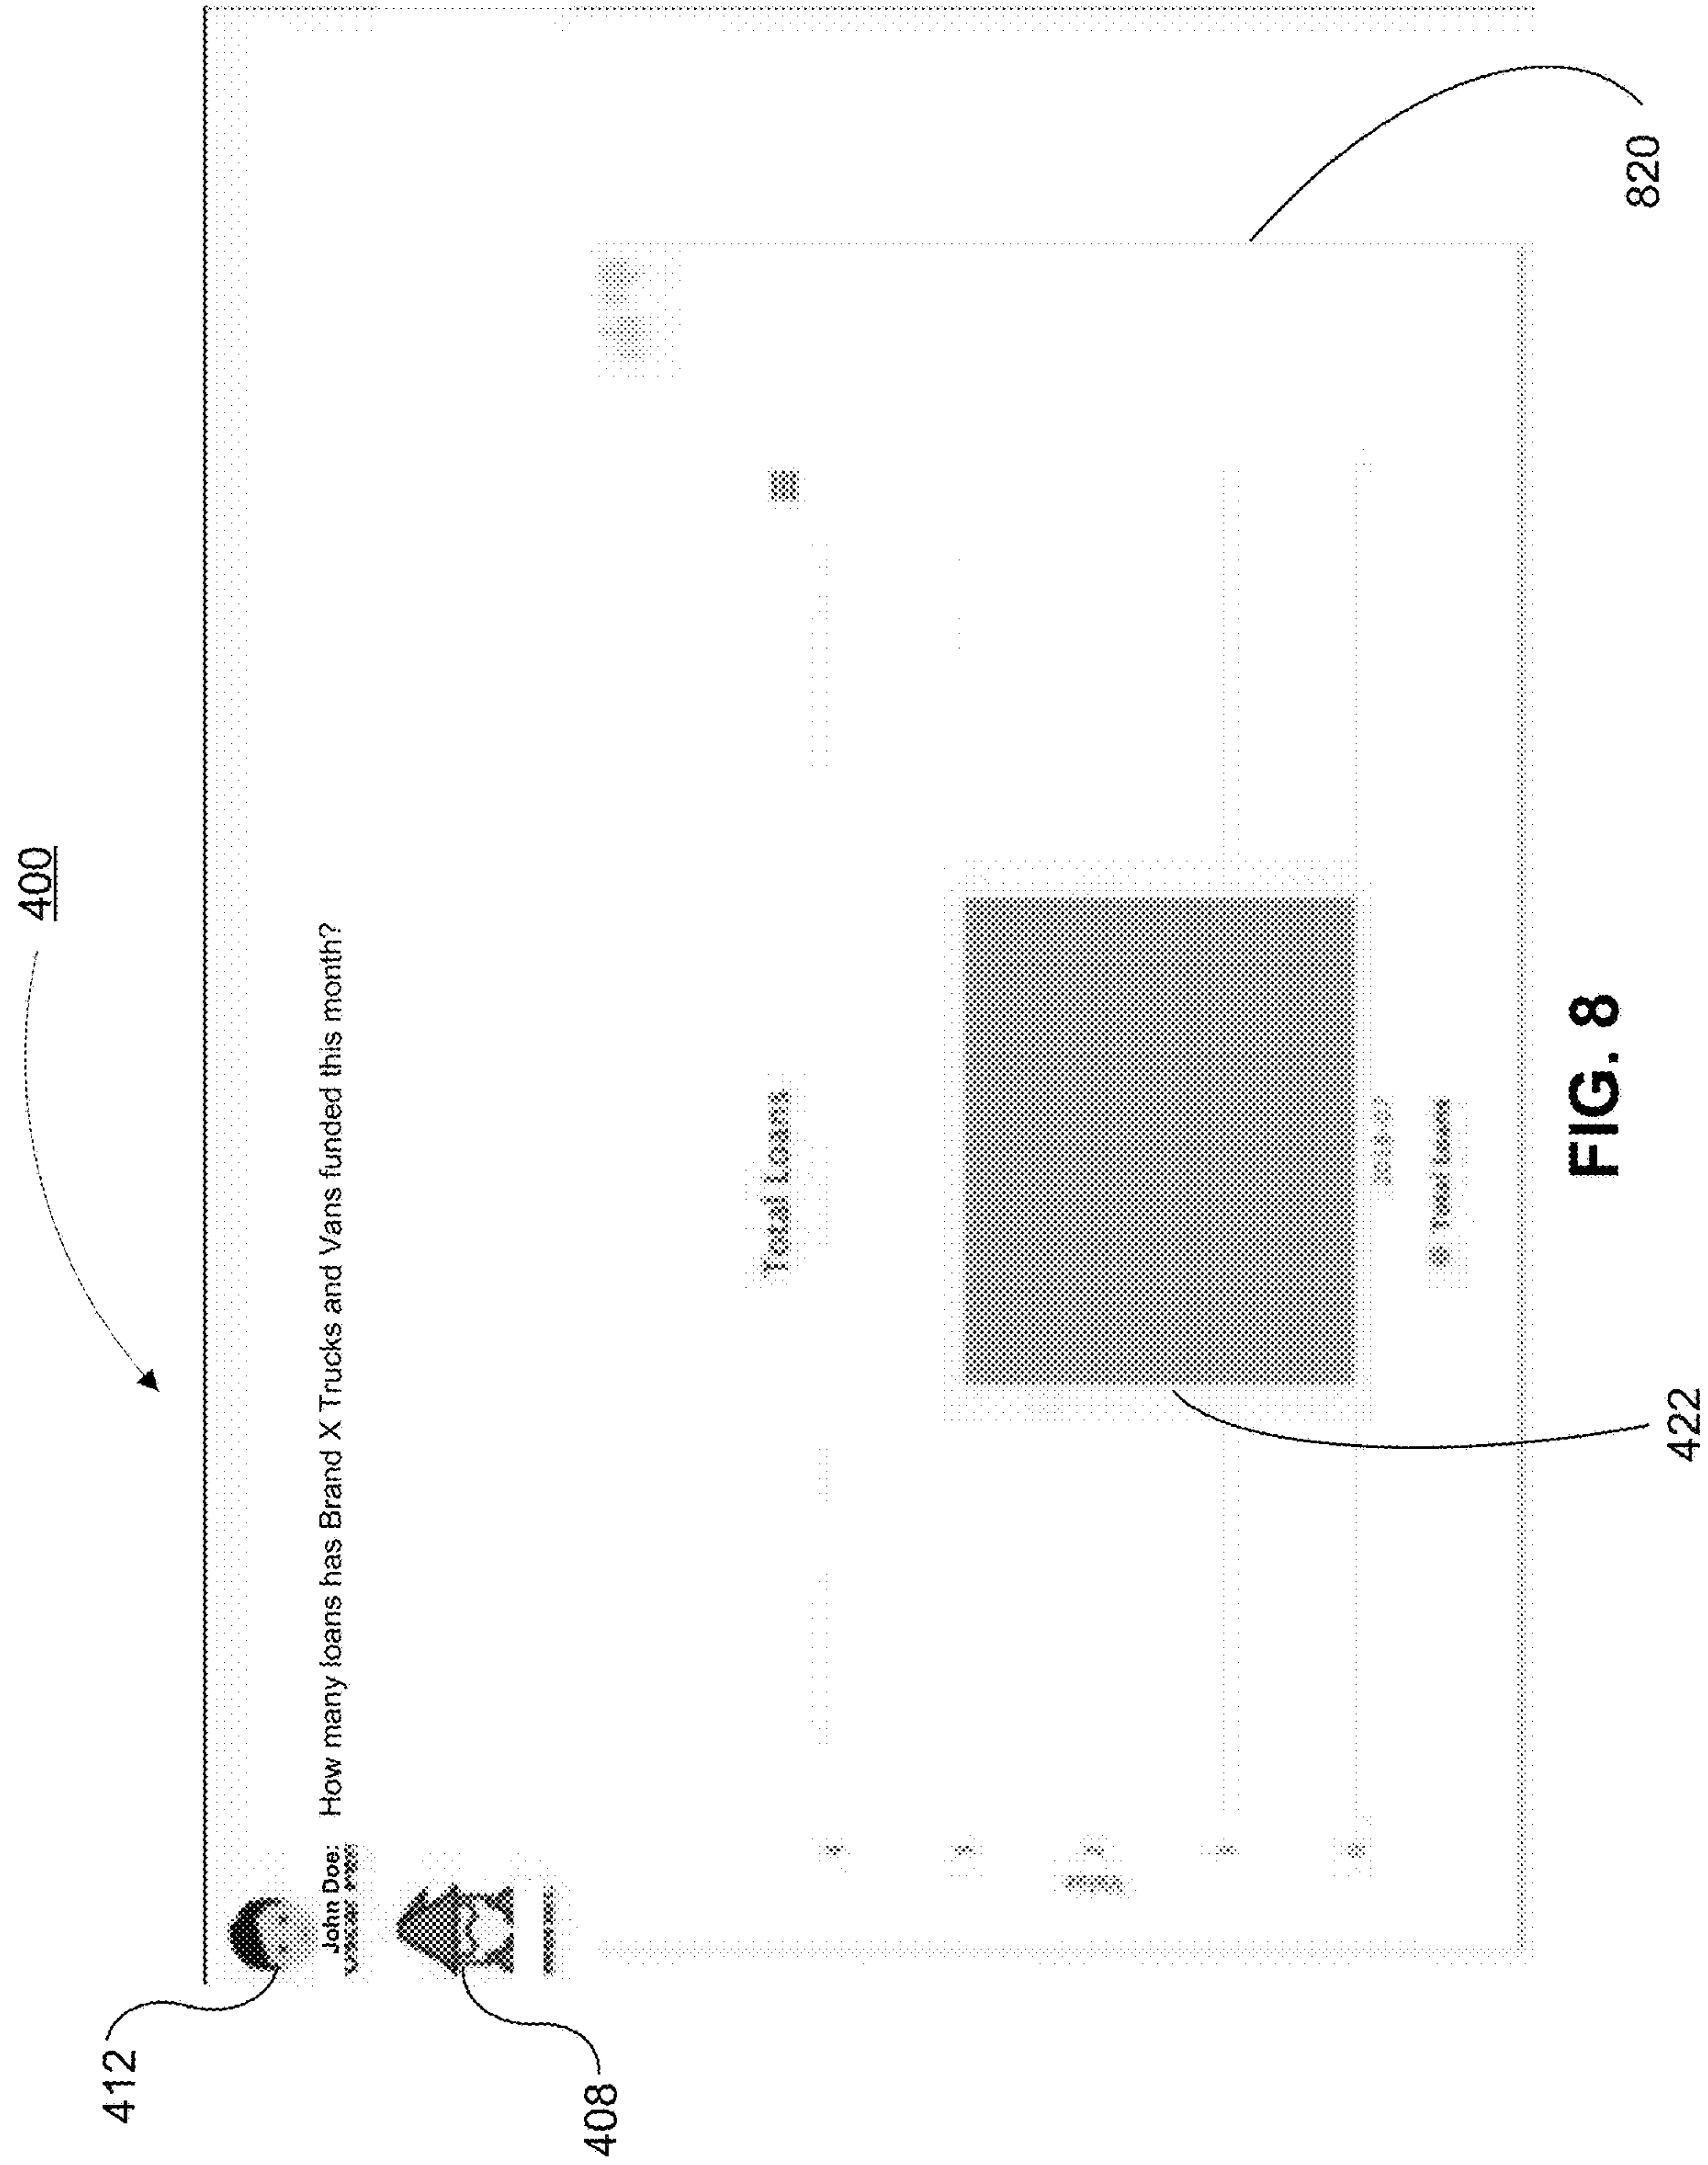 400
412
John Doe: How many loans has Brand X Trucks and Vans funded this month?
408
Total Loans
Total Loans
422
820
FIG. 8